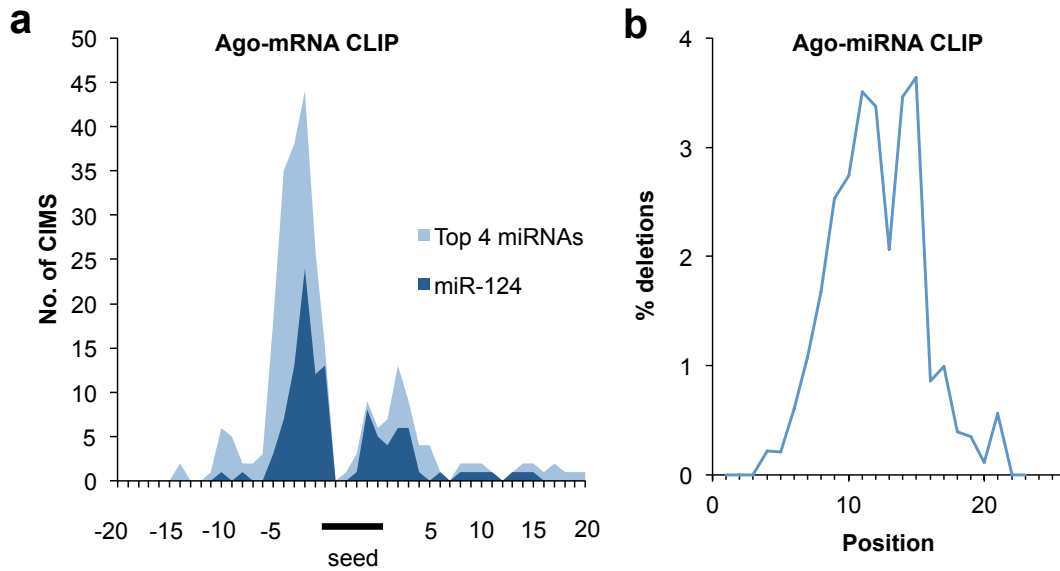 a
Ago-mRNA CLIP
50
45
40
35
30
25
20
15
10
5
0
No. of CIMS
Top 4 miRNAs
miR-124
-20 -15 -10 -5 5 10 15 20
seed
b
Ago-miRNA CLIP
4
3
2
1
0
% deletions
0 10 20
Position